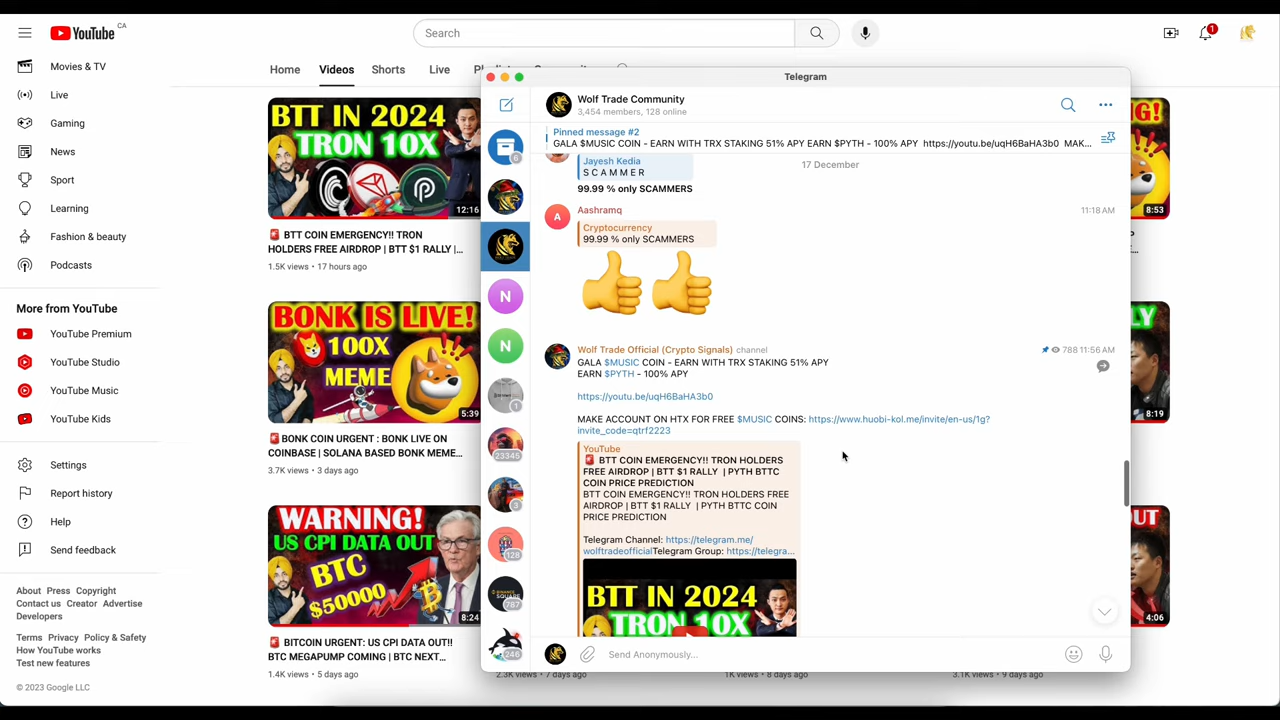 YouTube CA
Search
1
Movies & TV
Live
Gaming
News
Sport
Learning
Fashion & beauty
Podcasts
More from YouTube
YouTube Premium
YouTube Studio
YouTube Music
YouTube Kids
Settings
Report history
Help
Send feedback
About Press Copyright
Contact us Creator Advertise
Developers
Terms Privacy Policy & Safety
How YouTube works
Test new features
© 2023 Google LLC
Home Videos Shorts Live
BTT IN 2024
TRON 10X
12:16
🚨 BTT COIN EMERGENCY!! TRON
HOLDERS FREE AIRDROP | BTT $1 RALLY |...
1.5K views • 17 hours ago
BONK IS LIVE!
100X
MEME
5:39
🚨BONK COIN URGENT : BONK LIVE ON
COINBASE | SOLANA BASED BONK MEME...
3.7K views • 3 days ago
WARNING!
US CPI DATA OUT
BTC
$50000
8:24
🚨 BITCOIN URGENT: US CPI DATA OUT!!
BTC MEGAPUMP COMING | BTC NEXT...
1.4K views • 5 days ago
Telegram
Wolf Trade Community
3,454 members, 128 online
Pinned message #2
GALA $MUSIC COIN - EARN WITH TRX STAKING 51% APY EARN $PYTH - 100% APY https://youtu.be/uqH6BaHA3b0 MAK...
6
N
N
1
23345
3
128
787
246
Jayesh Kedia
S C A M M E R
99.99 % only SCAMMERS
17 December
A
Aashramq
11:18 AM
Cryptocurrency
99.99 % only SCAMMERS
Wolf Trade Official (Crypto Signals) channel
788 11:56 AM
GALA $MUSIC COIN - EARN WITH TRX STAKING 51% APY
EARN $PYTH - 100% APY
https://youtu.be/uqH6BaHA3b0
MAKE ACCOUNT ON HTX FOR FREE $MUSIC COINS: https://www.huobi-kol.me/invite/en-us/1g?
invite_code=qtrf2223
YouTube
🚨 BTT COIN EMERGENCY!! TRON HOLDERS
FREE AIRDROP | BTT $1 RALLY | PYTH BTTC
COIN PRICE PREDICTION
BTT COIN EMERGENCY!! TRON HOLDERS FREE
AIRDROP | BTT $1 RALLY | PYTH BTTC COIN
PRICE PREDICTION
Telegram Channel: https://telegram.me/
wolftradeofficialTelegram Group: https://telegra...
BTT IN 2024
TRON 10X
Send Anonymously...
8:53
8:19
4:06
2.3K views • 7 days ago
1K views • 8 days ago
3.1K views • 9 days ago